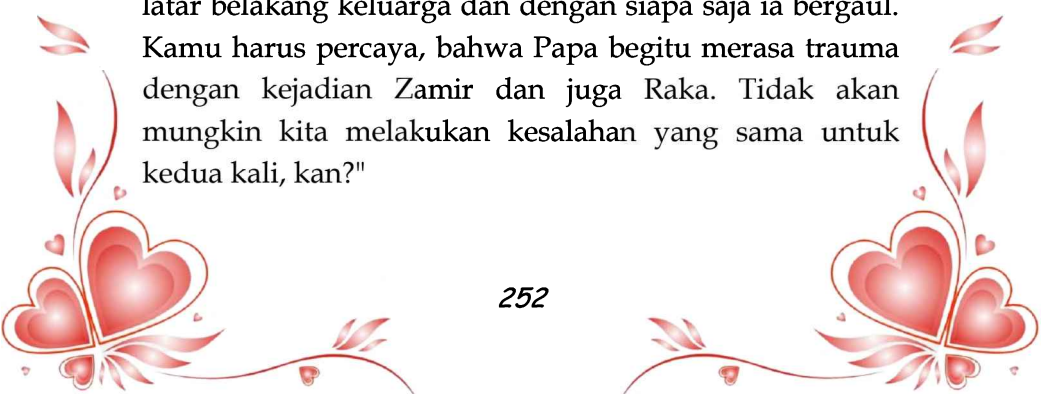 latar belakang keluarga dan dengan siapa saja ia bergaul.
Kamu harus percaya, bahwa Papa begitu merasa trauma
dengan kejadian Zamir dan juga Raka. Tidak akan
mungkin kita melakukan kesalahan yang sama untuk
kedua kali, kan?"
252